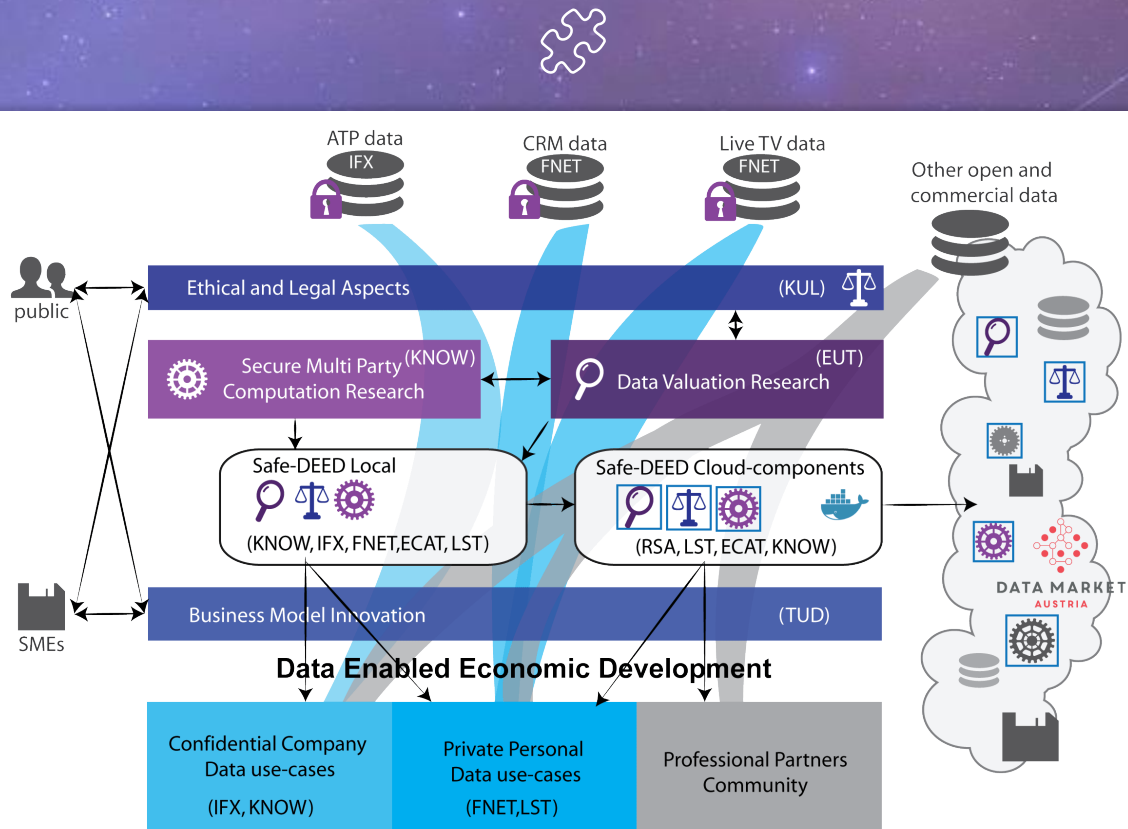 ATP data
IFX
CRM data
FNET
Live TV data
FNET
Other open and
commercial data
public
Ethical and Legal Aspects (KUL)
Secure Multi Party (KNOW)
Computation Research
(EUT)
Data Valuation Research
Safe-DEED Local
(KNOW, IFX, FNET,ECAT, LST)
Safe-DEED Cloud-components
(RSA, LST, ECAT, KNOW)
DATA MARKET
AUSTRIA
SMEs
Business Model Innovation (TUD)
Data Enabled Economic Development
Confidential Company
Data use-cases
(IFX, KNOW)
Private Personal
Data use-cases
(FNET,LST)
Professional Partners
Community